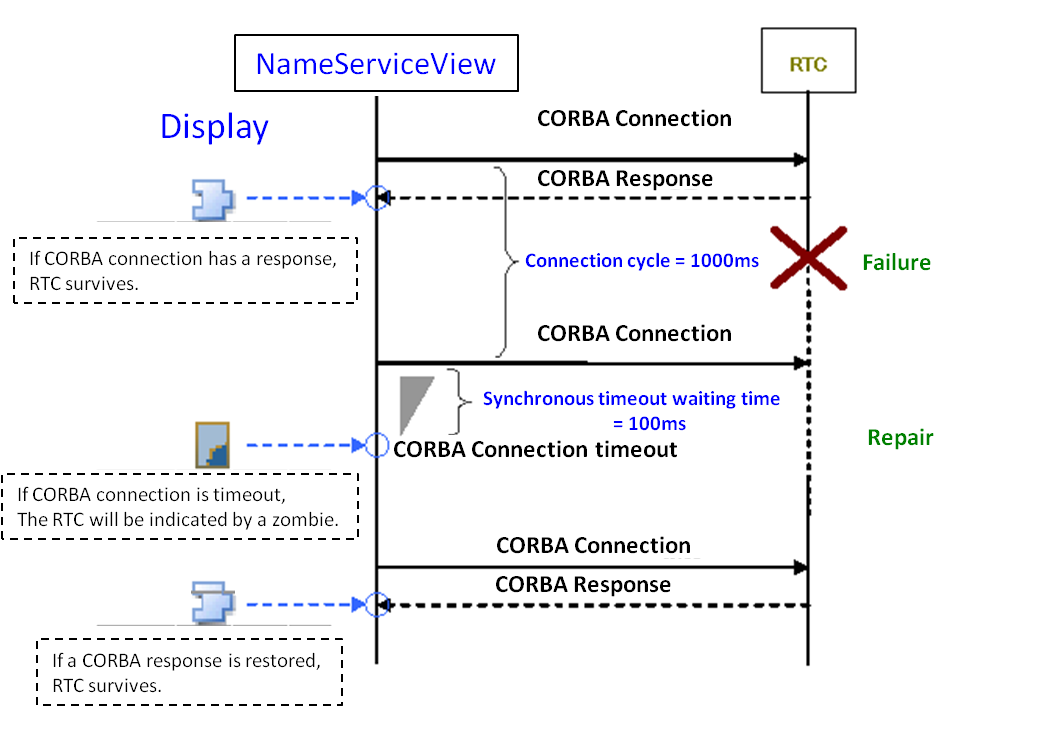 NameServiceView
RTC
Display
CORBA Connection
CORBA Response
If CORBA connection has a response,
RTC survives.
Connection cycle = 1000ms
Failure
CORBA Connection
Synchronous timeout waiting time
= 100ms
Repair
CORBA Connection timeout
If CORBA connection is timeout,
The RTC will be indicated by a zombie.
CORBA Connection
CORBA Response
If a CORBA response is restored,
RTC survives.